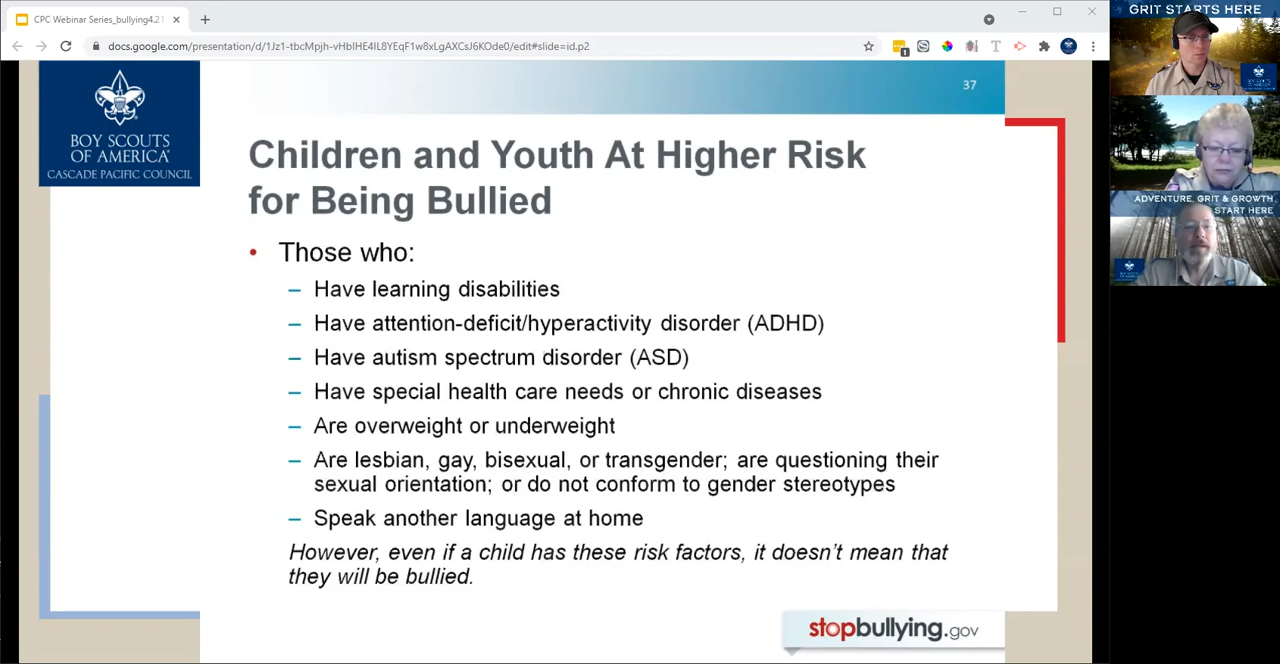 CPC Webinar Series_bullying4.21
docs.google.com/presentation/d/1Jz1-tbcMpjh-vHbIHE4IL8YEqF1w8xLgAXCsJ6KOde0/edit#slide=id.p2
GRIT STARTS HERE
ADVENTURE, GRIT & GROWTH
START HERE
BOY SCOUTS
OF AMERICA
CASCADE PACIFIC COUNCIL
37
Children and Youth At Higher Risk
for Being Bullied
• Those who:
– Have learning disabilities
– Have attention-deficit/hyperactivity disorder (ADHD)
– Have autism spectrum disorder (ASD)
– Have special health care needs or chronic diseases
– Are overweight or underweight
– Are lesbian, gay, bisexual, or transgender; are questioning their
sexual orientation; or do not conform to gender stereotypes
– Speak another language at home
However, even if a child has these risk factors, it doesn't mean that
they will be bullied.
stopbullying.gov